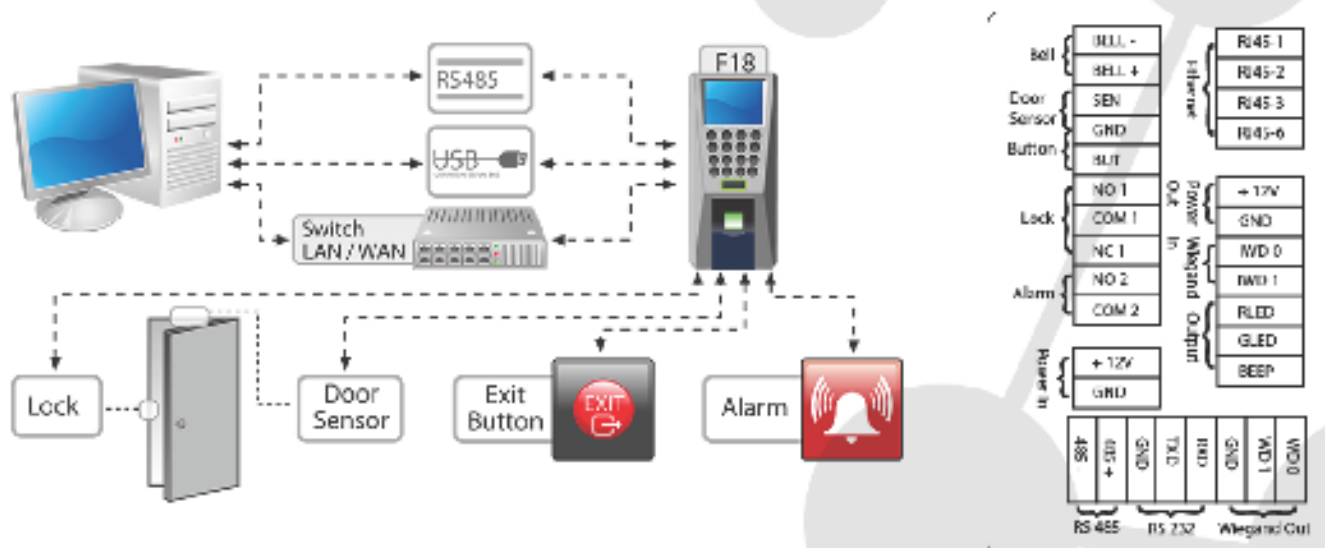 F18
RS485
USB
Switch
LAN / WAN
Lock
Door
Sensor
Exit
Button
EXIT
Alarm
Bell
BELL -
BELL +
Door
Sensor
SEN
GND
Button
BUT
Lock
NO 1
COM 1
NC 1
Alarm
NO 2
COM 2
Power In
+ 12V
GND
Ethernet
RJ45-1
RJ45-2
RJ45-3
RJ45-6
Power Out
+ 12V
GND
Wiegand In
IWD 0
IWD 1
Output
RLED
GLED
BEEP
485 -
485 +
GND
TXD
RXD
GND
WD 1
WD 0
RS 485
RS 232
Wiegand Out